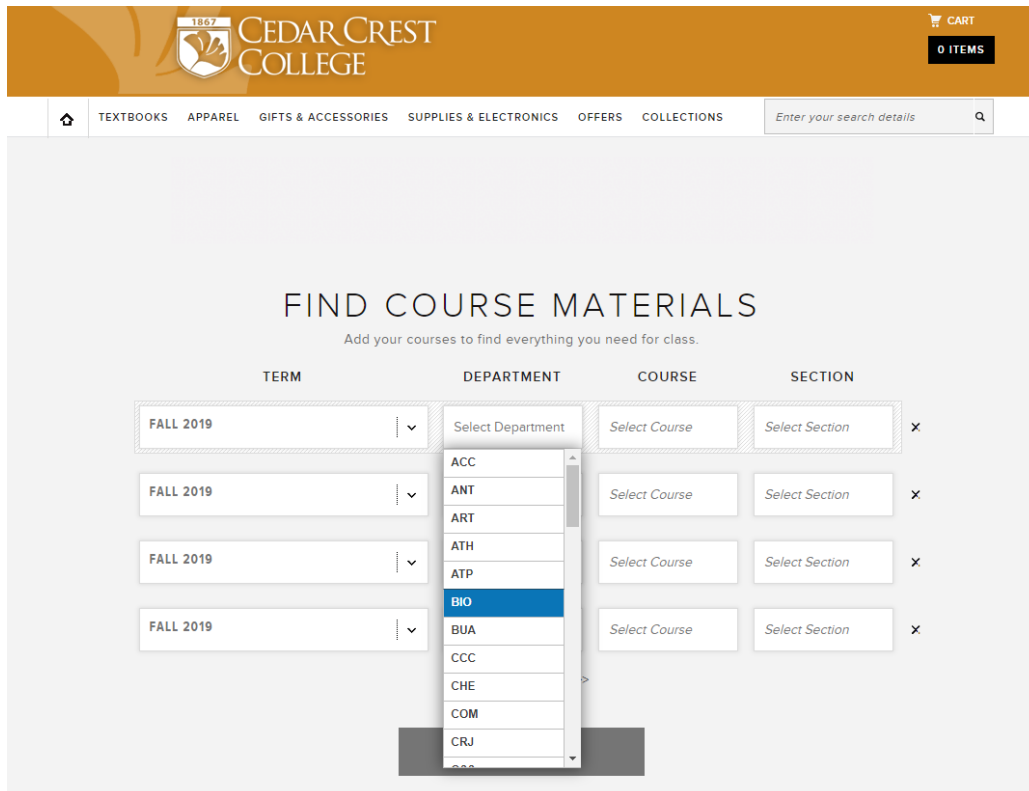 1867
CEDAR CREST
COLLEGE
CART
0 ITEMS
TEXTBOOKS APPAREL GIFTS & ACCESSORIES SUPPLIES & ELECTRONICS OFFERS COLLECTIONS Enter your search details
FIND COURSE MATERIALS
Add your courses to find everything you need for class.
TERM DEPARTMENT COURSE SECTION
FALL 2019 Select Department Select Course Select Section
ACC
FALL 2019 ANT Select Course Select Section
ART
ATH
FALL 2019 Select Course Select Section
ATP
BIO
FALL 2019 BUA Select Course Select Section
CCC
CHE
COM
CRJ